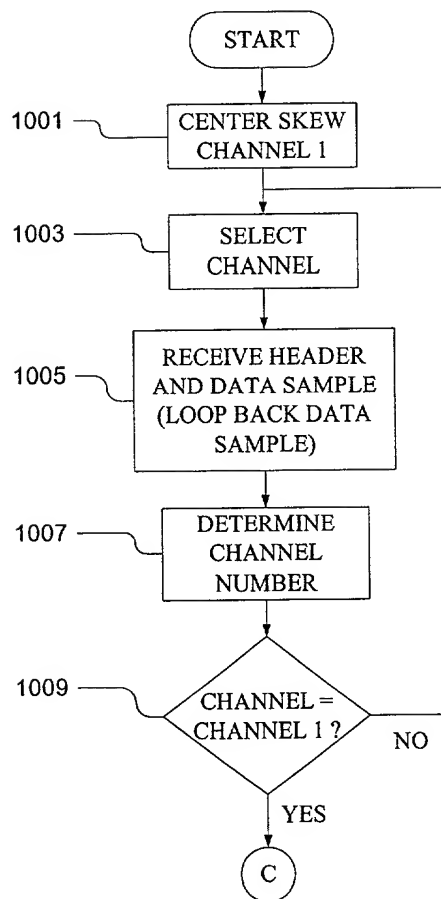 START
1001
CENTER SKEW
CHANNEL 1
1003
SELECT
CHANNEL
1005
RECEIVE HEADER
AND DATA SAMPLE
(LOOP BACK DATA
SAMPLE)
1007
DETERMINE
CHANNEL
NUMBER
1009
CHANNEL =
CHANNEL 1 ?
NO
YES
C